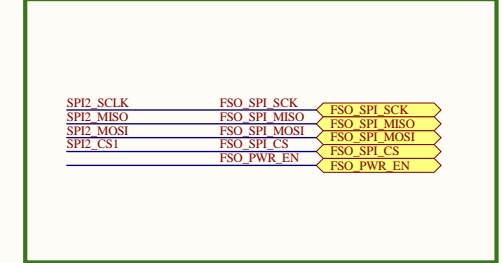 SPI2_SCLK FSO_SPI_SCK FSO_SPI_SCK
SPI2_MISO FSO_SPI_MISO FSO_SPI_MISO
SPI2_MOSI FSO_SPI_MOSI FSO_SPI_MOSI
SPI2_CS1 FSO_SPI_CS FSO_SPI_CS
FSO_PWR_EN FSO_PWR_EN